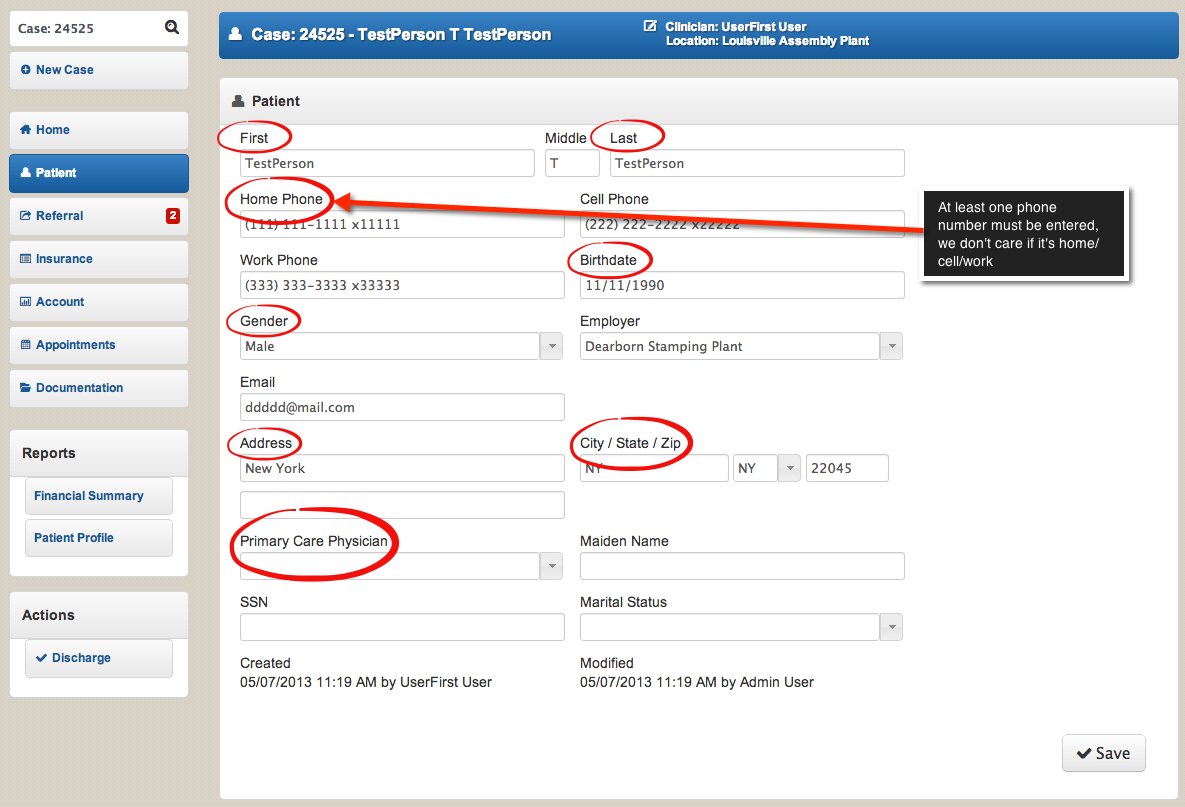 Case: 24525
New Case
Home
Patient
Referral 2
Insurance
Account
Appointments
Documentation
Reports
Financial Summary
Patient Profile
Actions
Discharge
Case: 24525 - TestPerson T TestPerson
Clinician: UserFirst User
Location: Louisville Assembly Plant
Patient
First Middle Last
TestPerson T TestPerson
Home Phone Cell Phone
(111) 111-1111 x11111 (222) 222-2222 x22222
Work Phone Birthdate
(333) 333-3333 x33333 11/11/1990
Gender Employer
Male Dearborn Stamping Plant
Email
ddddd@mail.com
Address City / State / Zip
New York NY NY 22045
Primary Care Physician Maiden Name
SSN Marital Status
Created Modified
05/07/2013 11:19 AM by UserFirst User 05/07/2013 11:19 AM by Admin User
Save
At least one phone
number must be entered,
we don't care if it's home/
cell/work